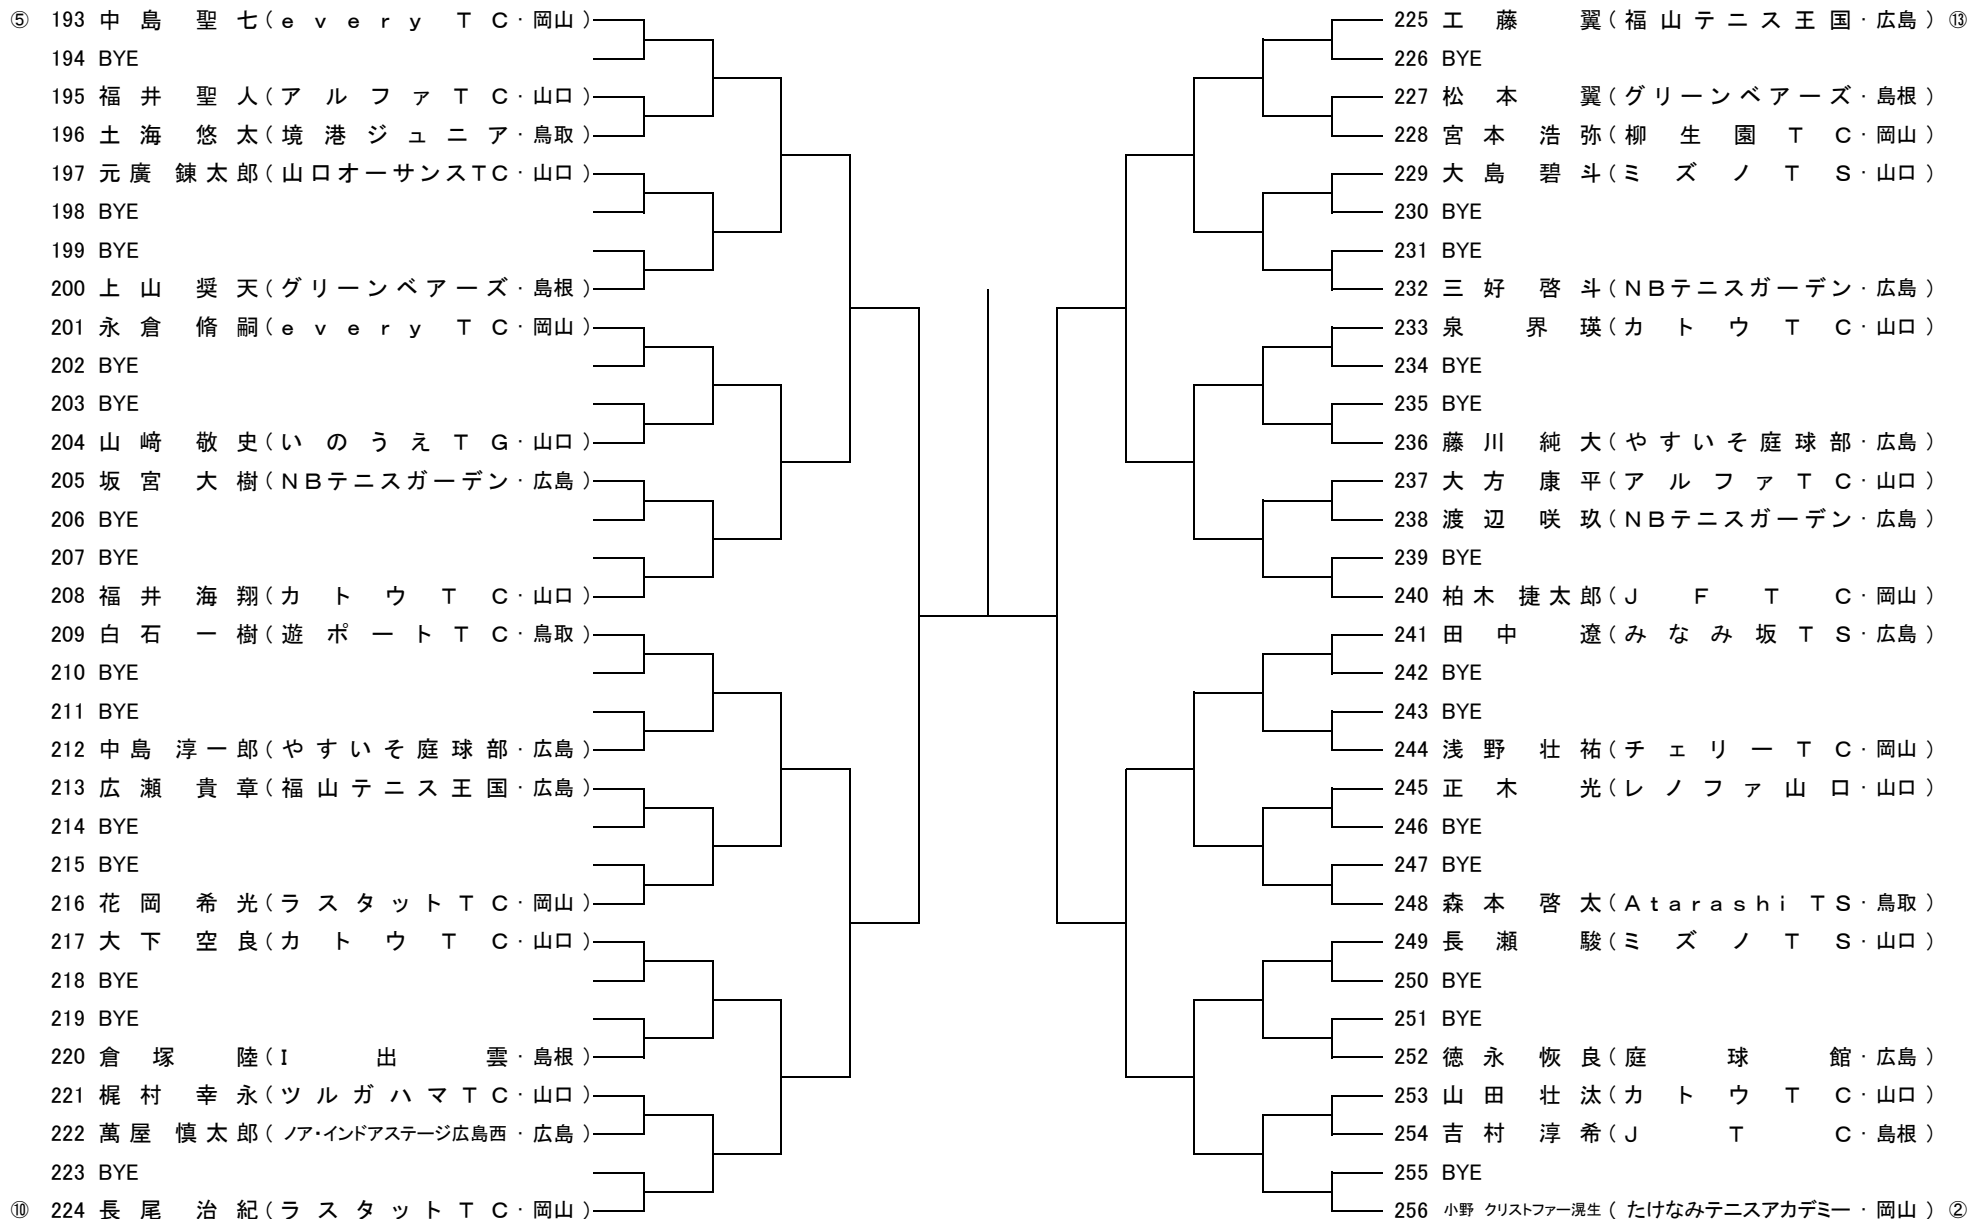 ⑤ 193 中島 聖七(every TC・岡山)
194 BYE
195 福井 聖人(アルファTC・山口)
196 土海 悠太(境港ジュニア・鳥取)
197 元廣 錬太郎(山口オーサンスTC・山口)
198 BYE
199 BYE
200 上山 奨天(グリーンベアーズ・島根)
201 永倉 脩嗣(every TC・岡山)
202 BYE
203 BYE
204 山﨑 敬史(いのうえTG・山口)
205 坂宮 大樹(NBテニスガーデン・広島)
206 BYE
207 BYE
208 福井 海翔(カトウTC・山口)
209 白石 一樹(遊ポートTC・鳥取)
210 BYE
211 BYE
212 中島 淳一郎(やすいそ庭球部・広島)
213 広瀬 貴章(福山テニス王国・広島)
214 BYE
215 BYE
216 花岡 希光(ラスタットTC・岡山)
217 大下 空良(カトウTC・山口)
218 BYE
219 BYE
220 倉塚 陸(I出雲・島根)
221 梶村 幸永(ツルガハマTC・山口)
222 萬屋 慎太郎(ノア・インドアステージ広島西・広島)
223 BYE
⑩ 224 長尾 治紀(ラスタットTC・岡山)
225 工藤 翼(福山テニス王国・広島) ⑬
226 BYE
227 松本 翼(グリーンベアーズ・島根)
228 宮本 浩弥(柳生園TC・岡山)
229 大島 碧斗(ミズノTS・山口)
230 BYE
231 BYE
232 三好 啓斗(NBテニスガーデン・広島)
233 泉 界瑛(カトウTC・山口)
234 BYE
235 BYE
236 藤川 純大(やすいそ庭球部・広島)
237 大方 康平(アルファTC・山口)
238 渡辺 咲玖(NBテニスガーデン・広島)
239 BYE
240 柏木 捷太郎(JFTC・岡山)
241 田中 遼(みなみ坂TS・広島)
242 BYE
243 BYE
244 浅野 壮祐(チェリーTC・岡山)
245 正木 光(レノファ山口・山口)
246 BYE
247 BYE
248 森本 啓太(Atarashi TS・鳥取)
249 長瀬 駿(ミズノTS・山口)
250 BYE
251 BYE
252 徳永 恢良(庭球館・広島)
253 山田 壮汰(カトウTC・山口)
254 吉村 淳希(JTC・島根)
255 BYE
256 小野 クリストファー滉生(たけなみテニスアカデミー・岡山) ②